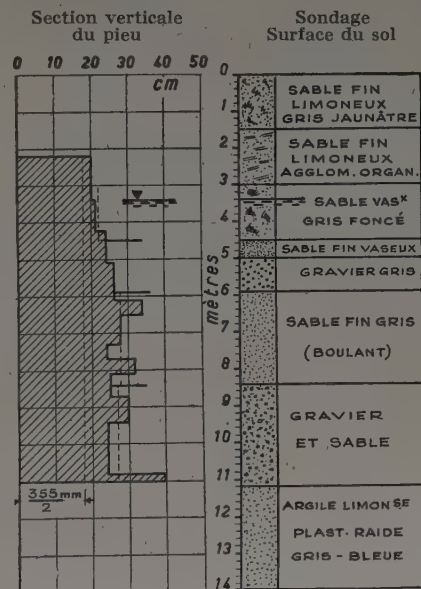 Section verticale
du pieu
Sondage
Surface du sol
0 10 20 30 40 50
cm
0
1
2
3
4
5
6
7
8
9
10
11
12
13
14
mètres
SABLE FIN
LIMONEUX
GRIS JAUNÂTRE
SABLE FIN
LIMONEUX
AGGLOM. ORGAN.
SABLE VASX
GRIS FONCÉ
SABLE FIN VASEUX
GRAVIER GRIS
SABLE FIN GRIS
(BOULANT)
GRAVIER
ET SABLE
ARGILE LIMONSE
PLAST. RAIDE
GRIS - BLEUE
355 mm
2